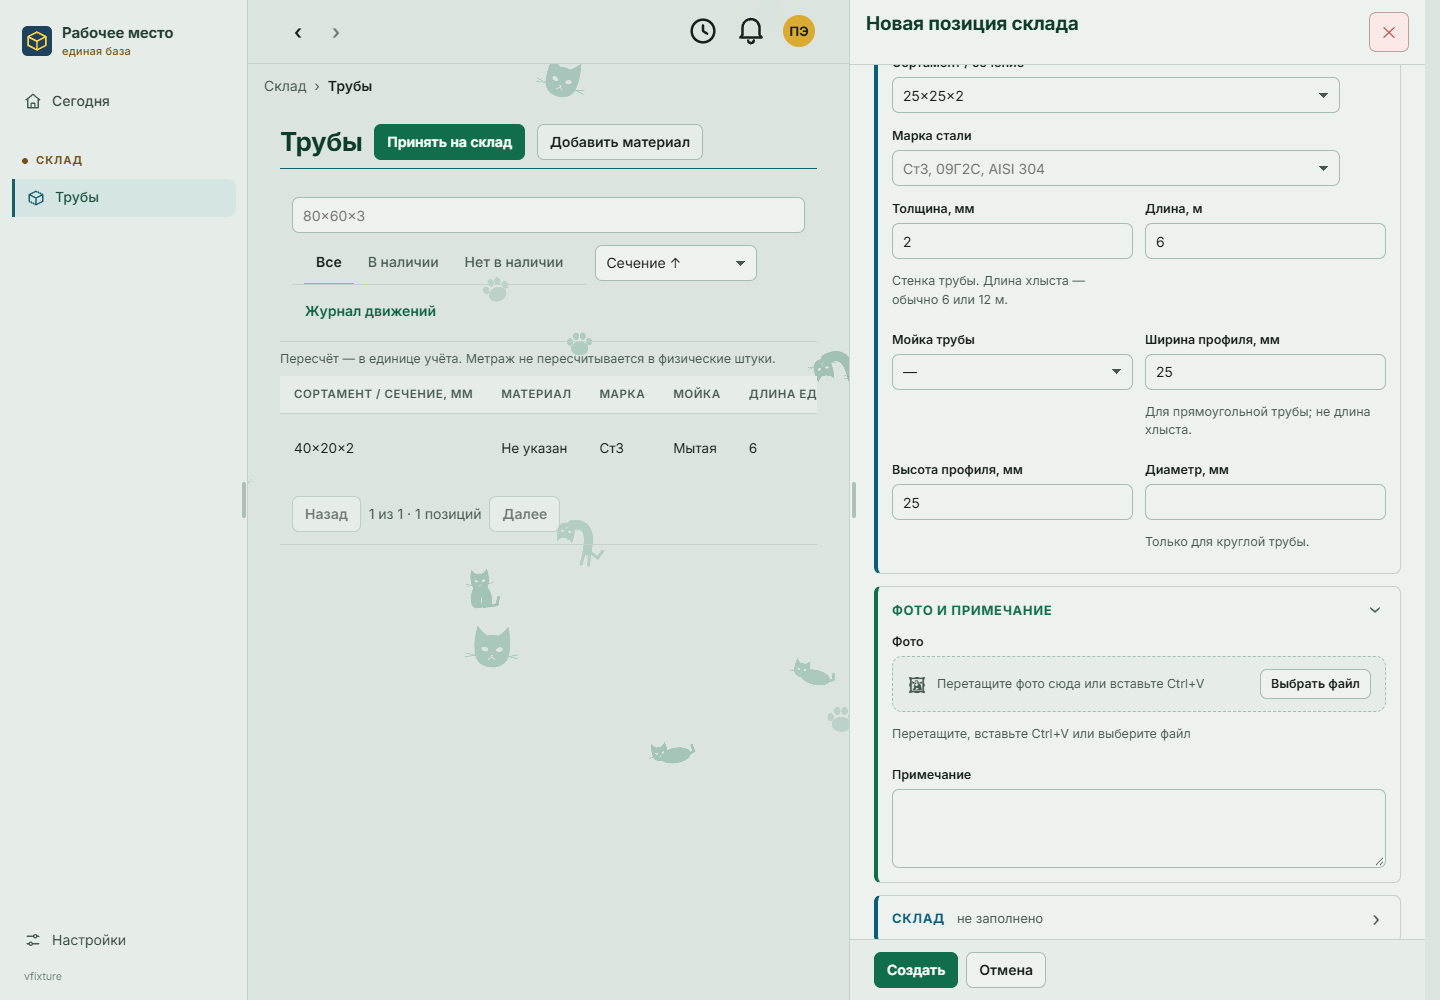 Рабочее место
единая база
Сегодня
СКЛАД
Трубы
Настройки
vfixture
ПЭ
Склад › Трубы
Трубы
Принять на склад
Добавить материал
80×60×3
Все
В наличии
Нет в наличии
Сечение ↑
Журнал движений
Пересчёт — в единице учёта. Метраж не пересчитывается в физические штуки.
СОРТАМЕНТ / СЕЧЕНИЕ, ММ МАТЕРИАЛ МАРКА МОЙКА ДЛИНА ЕД
40×20×2 Не указан Ст3 Мытая 6
Назад 1 из 1 · 1 позиций Далее
Новая позиция склада
Сортамент / сечение
25×25×2
Марка стали
Ст3, 09Г2С, AISI 304
Толщина, мм Длина, м
2 6
Стенка трубы. Длина хлыста —
обычно 6 или 12 м.
Мойка трубы Ширина профиля, мм
— 25
Для прямоугольной трубы; не длина
хлыста.
Высота профиля, мм Диаметр, мм
25
Только для круглой трубы.
ФОТО И ПРИМЕЧАНИЕ
Фото
Перетащите фото сюда или вставьте Ctrl+V
Выбрать файл
Перетащите, вставьте Ctrl+V или выберите файл
Примечание
СКЛАД не заполнено
Создать
Отмена